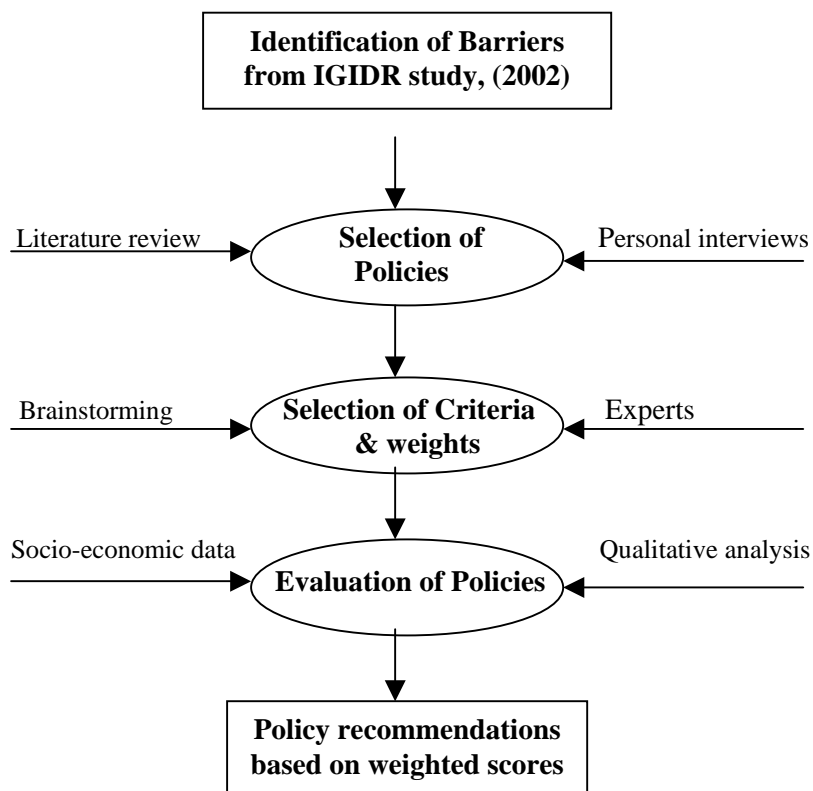 Identification of Barriers
from IGIDR study, (2002)
Literature review
Selection of
Policies
Personal interviews
Brainstorming
Selection of Criteria
& weights
Experts
Socio-economic data
Evaluation of Policies
Qualitative analysis
Policy recommendations
based on weighted scores